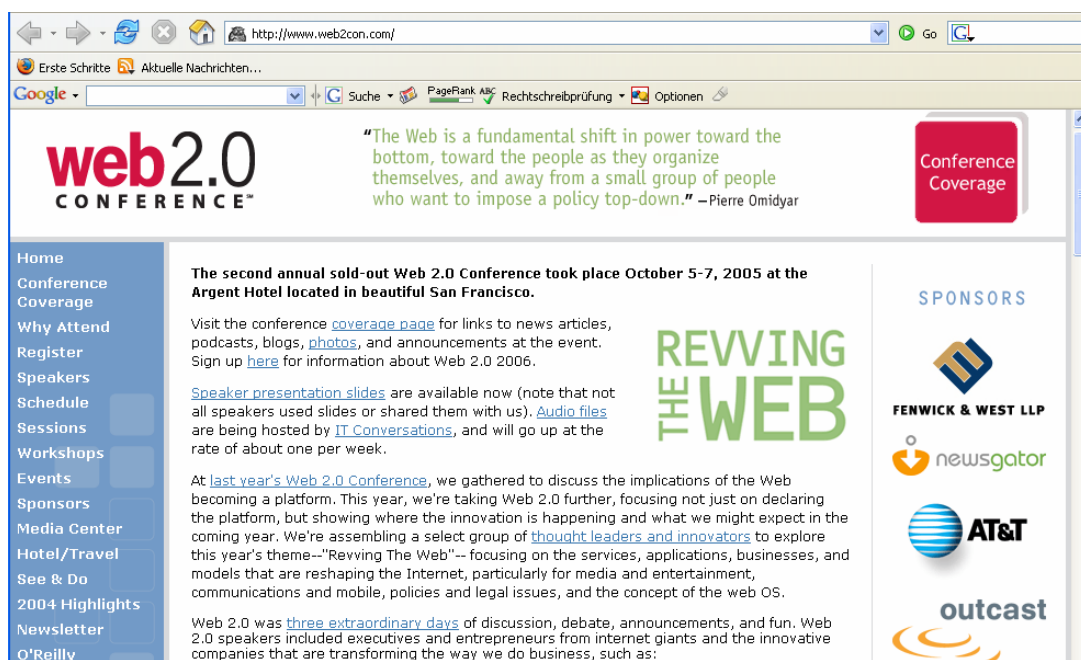 http://www.web2con.com/
Go
G
Erste Schritte
Aktuelle Nachrichten...
Google
G Suche
PageRank
ABC
Rechtschreibprüfung
Optionen
web2.0
CONFERENCE™
"The Web is a fundamental shift in power toward the
bottom, toward the people as they organize
themselves, and away from a small group of people
who want to impose a policy top-down." —Pierre Omidyar
Conference
Coverage
Home
Conference
Coverage
Why Attend
Register
Speakers
Schedule
Sessions
Workshops
Events
Sponsors
Media Center
Hotel/Travel
See & Do
2004 Highlights
Newsletter
O'Reilly
The second annual sold-out Web 2.0 Conference took place October 5-7, 2005 at the
Argent Hotel located in beautiful San Francisco.
Visit the conference coverage page for links to news articles,
podcasts, blogs, photos, and announcements at the event.
Sign up here for information about Web 2.0 2006.
Speaker presentation slides are available now (note that not
all speakers used slides or shared them with us). Audio files
are being hosted by IT Conversations, and will go up at the
rate of about one per week.
REVVING
THE WEB
At last year's Web 2.0 Conference, we gathered to discuss the implications of the Web
becoming a platform. This year, we're taking Web 2.0 further, focusing not just on declaring
the platform, but showing where the innovation is happening and what we might expect in the
coming year. We're assembling a select group of thought leaders and innovators to explore
this year's theme--"Revving The Web"-- focusing on the services, applications, businesses, and
models that are reshaping the Internet, particularly for media and entertainment,
communications and mobile, policies and legal issues, and the concept of the web OS.
Web 2.0 was three extraordinary days of discussion, debate, announcements, and fun. Web
2.0 speakers included executives and entrepreneurs from internet giants and the innovative
companies that are transforming the way we do business, such as:
SPONSORS
FENWICK & WEST LLP
newsgator
AT&T
outcast